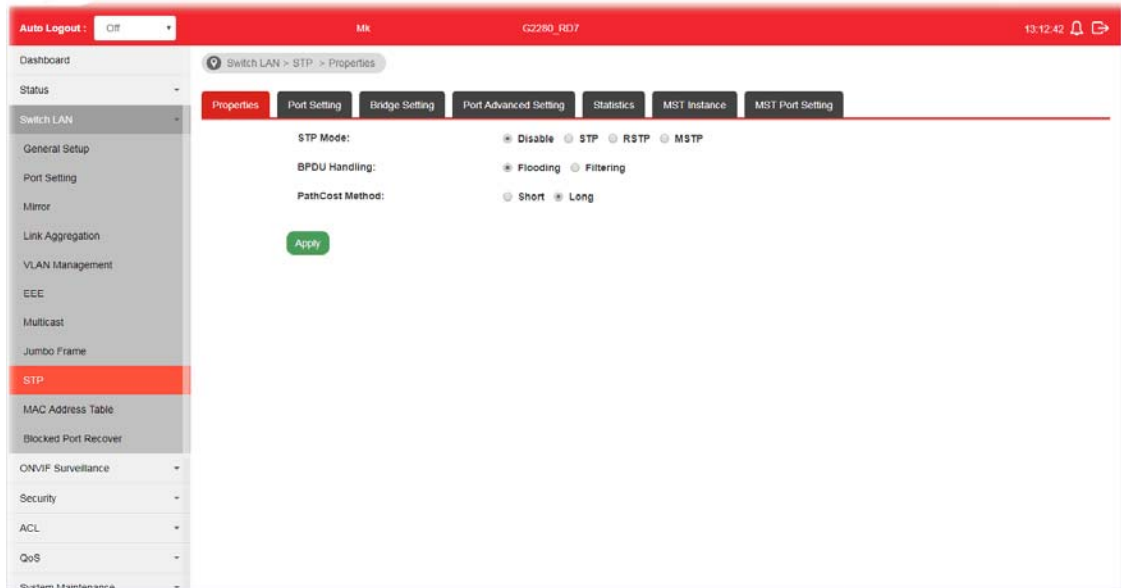 Auto Logout : Off Mk G2280_RD7 13:12:42
Dashboard
Switch LAN > STP > Properties
Status
Properties Port Setting Bridge Setting Port Advanced Setting Statistics MST Instance MST Port Setting
Switch LAN
STP Mode: Disable STP RSTP MSTP
General Setup
BPDU Handling: Flooding Filtering
Port Setting
PathCost Method: Short Long
Mirror
Link Aggregation
Apply
VLAN Management
EEE
Multicast
Jumbo Frame
STP
MAC Address Table
Blocked Port Recover
ONVIF Surveillance
Security
ACL
QoS
System Maintenance